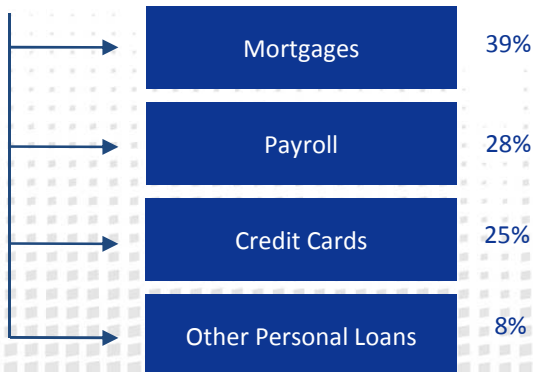 Mortgages 39%
Payroll 28%
Credit Cards 25%
Other Personal Loans 8%